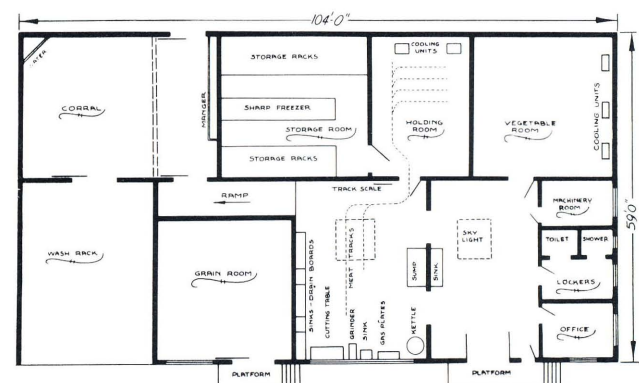 104'-0"
WATER
CORRAL
MANGER
STORAGE RACKS
SHARP FREEZER
STORAGE ROOM
STORAGE RACKS
COOLING
UNITS
HOLDING
ROOM
VEGETABLE
ROOM
COOLING UNITS
59'0"
RAMP
TRACK SCALE
MACHINERY
ROOM
WASH RACK
GRAIN ROOM
SINKS-DRAIN BOARDS
MEAT TRACKS
SKY
LIGHT
TOILET
SHOWER
SUMP
SINK
LOCKERS
CUTTING TABLE
GRINDER
SINK
GAS PLATES
KETTLE
OFFICE
PLATFORM
PLATFORM